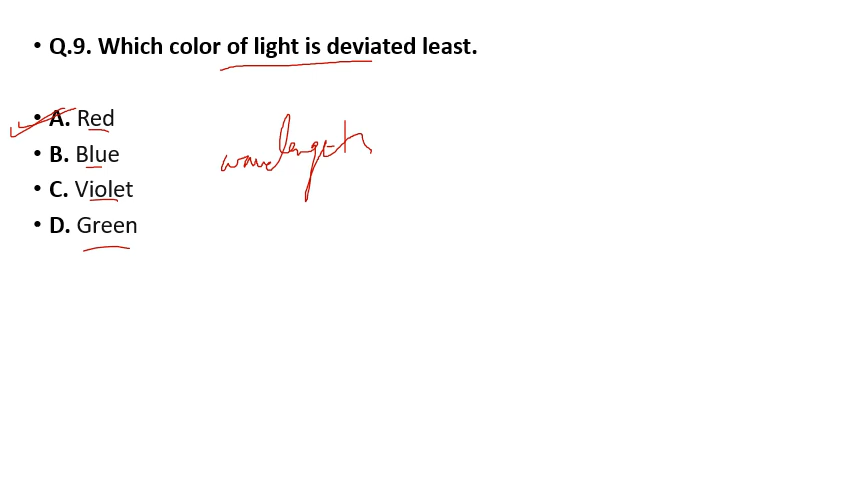 • Q.9. Which color of light is deviated least.
• A. Red
• B. Blue
• C. Violet
• D. Green
wavelength